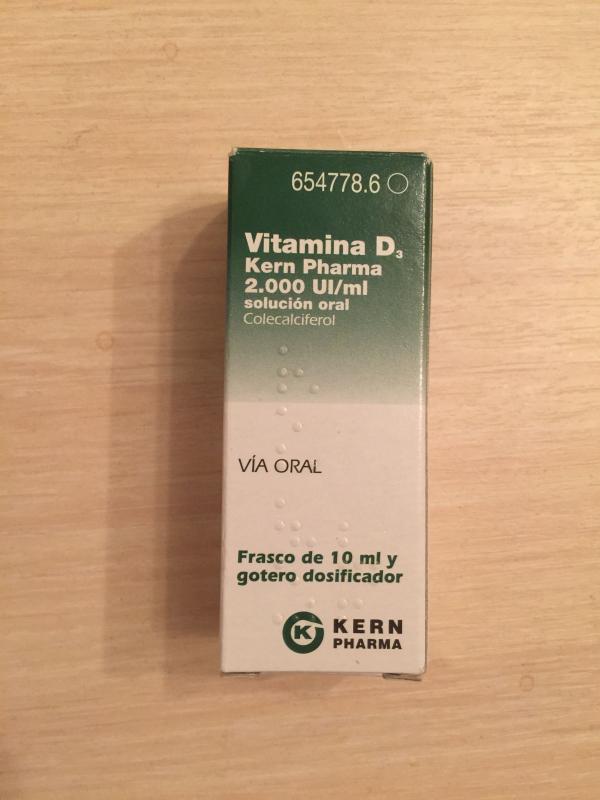 654778.6
Vitamina D₃
Kern Pharma
2.000 UI/ml
solución oral
Colecalciferol
VÍA ORAL
Frasco de 10 ml y
gotero dosificador
K KERN
PHARMA